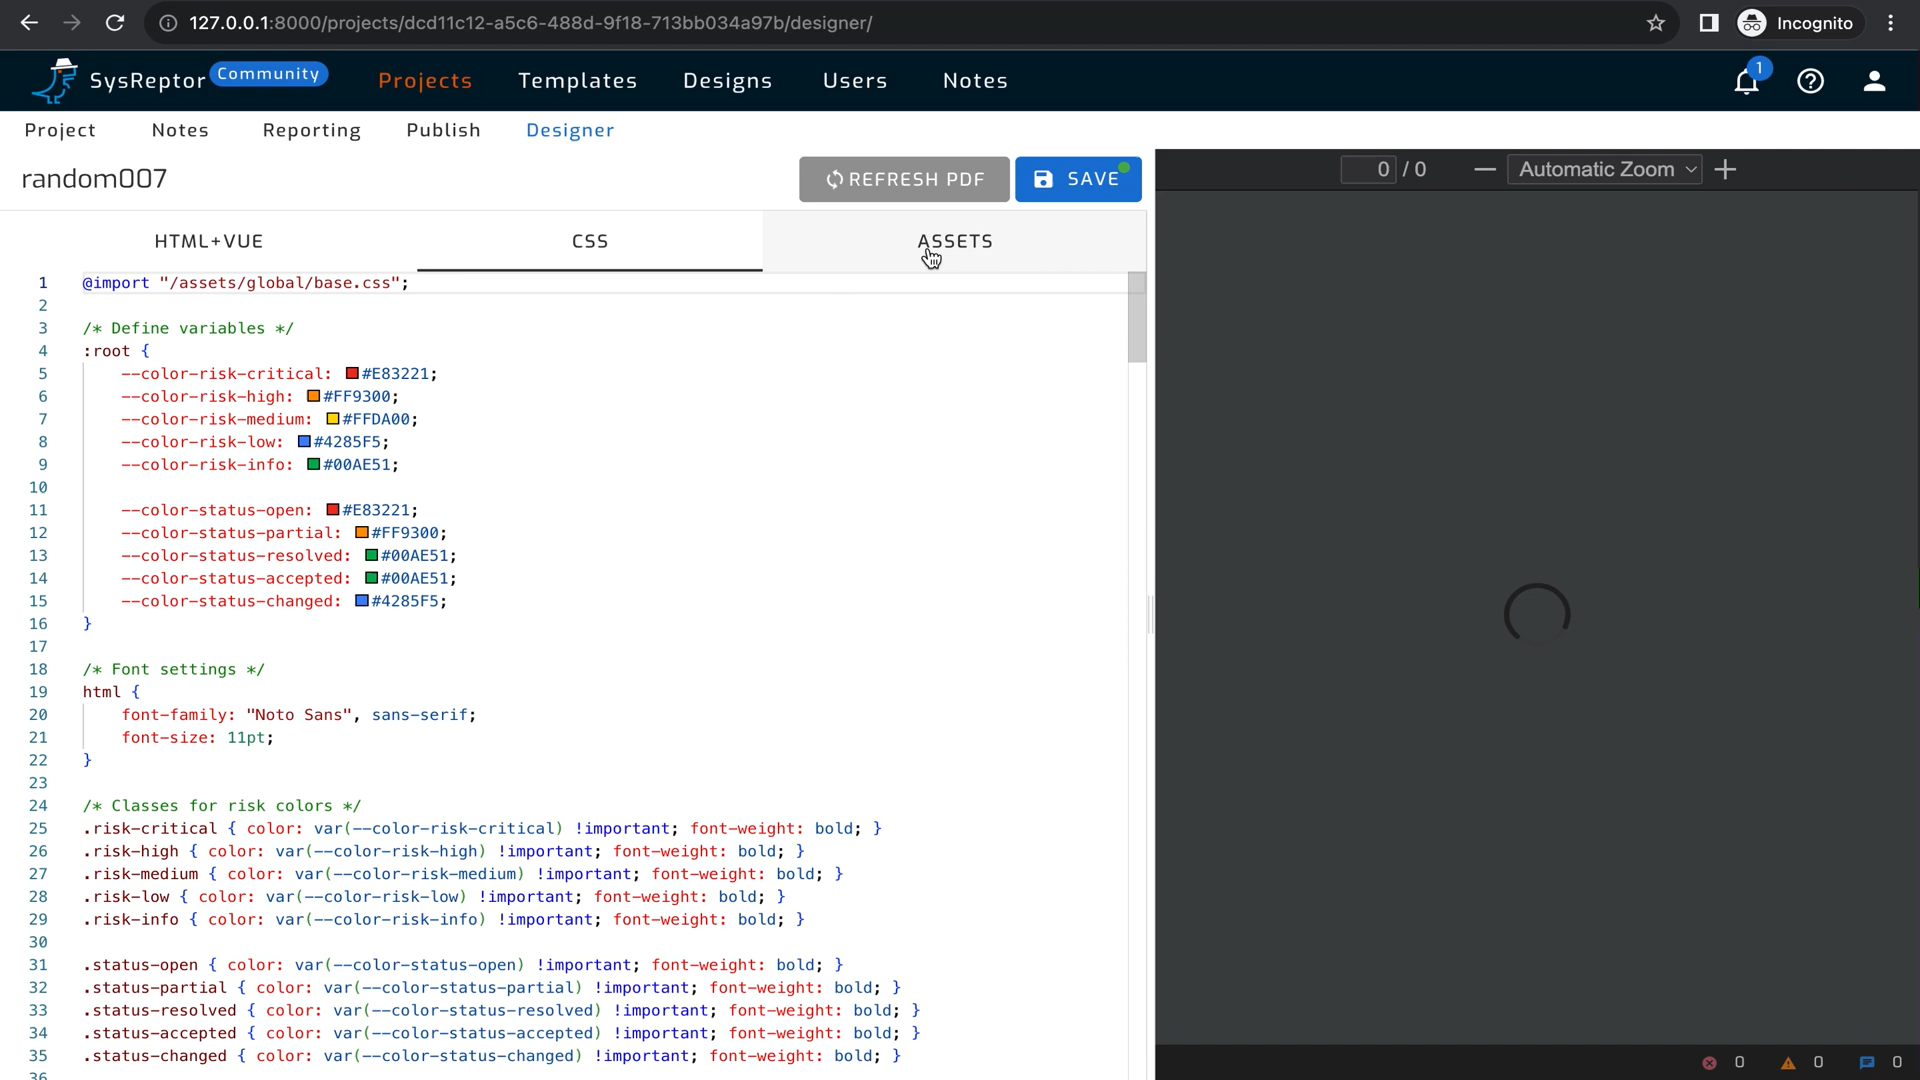 127.0.0.1:8000/projects/dcd11c12-a5c6-488d-9f18-713bb034a97b/designer/
Incognito
SysReptor Community Projects Templates Designs Users Notes 1
Project Notes Reporting Publish Designer
random007 REFRESH PDF SAVE 0 / 0 Automatic Zoom
HTML+VUE CSS ASSETS
1 @import "/assets/global/base.css";
2
3 /* Define variables */
4 :root {
5 --color-risk-critical: #E83221;
6 --color-risk-high: #FF9300;
7 --color-risk-medium: #FFDA00;
8 --color-risk-low: #4285F5;
9 --color-risk-info: #00AE51;
10
11 --color-status-open: #E83221;
12 --color-status-partial: #FF9300;
13 --color-status-resolved: #00AE51;
14 --color-status-accepted: #00AE51;
15 --color-status-changed: #4285F5;
16 }
17
18 /* Font settings */
19 html {
20 font-family: "Noto Sans", sans-serif;
21 font-size: 11pt;
22 }
23
24 /* Classes for risk colors */
25 .risk-critical { color: var(--color-risk-critical) !important; font-weight: bold; }
26 .risk-high { color: var(--color-risk-high) !important; font-weight: bold; }
27 .risk-medium { color: var(--color-risk-medium) !important; font-weight: bold; }
28 .risk-low { color: var(--color-risk-low) !important; font-weight: bold; }
29 .risk-info { color: var(--color-risk-info) !important; font-weight: bold; }
30
31 .status-open { color: var(--color-status-open) !important; font-weight: bold; }
32 .status-partial { color: var(--color-status-partial) !important; font-weight: bold; }
33 .status-resolved { color: var(--color-status-resolved) !important; font-weight: bold; }
34 .status-accepted { color: var(--color-status-accepted) !important; font-weight: bold; }
35 .status-changed { color: var(--color-status-changed) !important; font-weight: bold; }
36
0 0 0